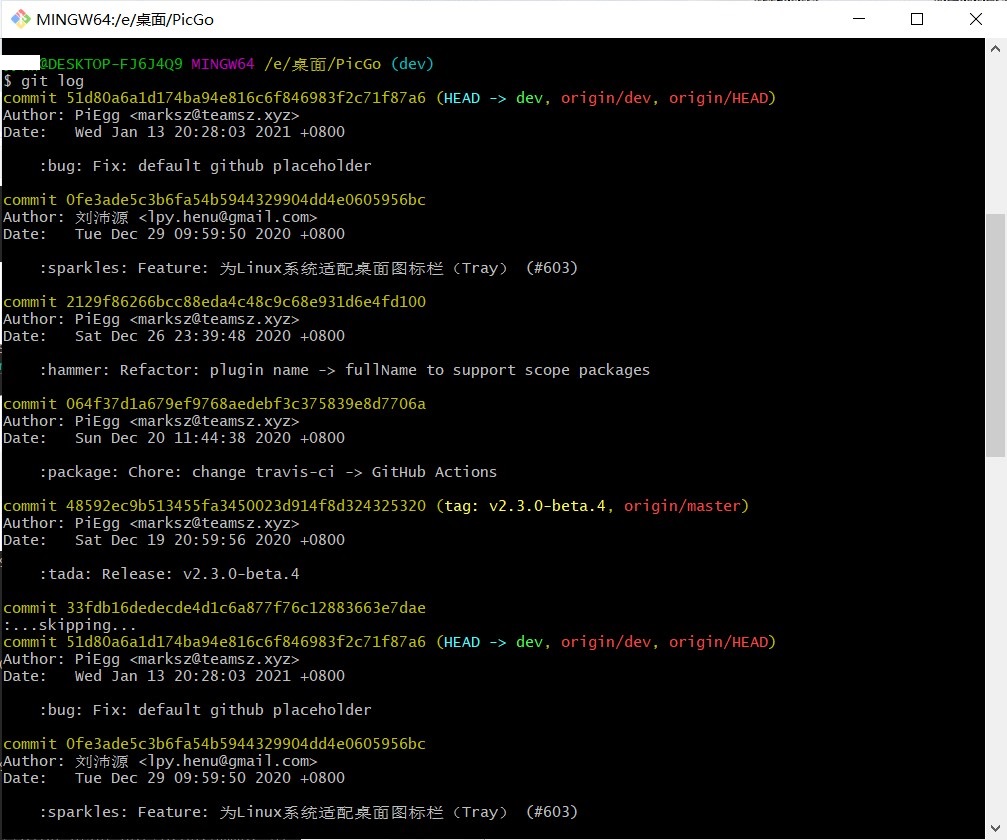 MINGW64:/e/桌面/PicGo
@DESKTOP-FJ6J4Q9 MINGW64 /e/桌面/PicGo (dev)
$ git log
commit 51d80a6a1d174ba94e816c6f846983f2c71f87a6 (HEAD -> dev, origin/dev, origin/HEAD)
Author: PiEgg <marksz@teamsz.xyz>
Date:   Wed Jan 13 20:28:03 2021 +0800
    :bug: Fix: default github placeholder
commit 0fe3ade5c3b6fa54b5944329904dd4e0605956bc
Author: 刘沛源 <lpy.henu@gmail.com>
Date:   Tue Dec 29 09:59:50 2020 +0800
    :sparkles: Feature: 为Linux系统适配桌面图标栏（Tray） (#603)
commit 2129f86266bcc88eda4c48c9c68e931d6e4fd100
Author: PiEgg <marksz@teamsz.xyz>
Date:   Sat Dec 26 23:39:48 2020 +0800
    :hammer: Refactor: plugin name -> fullName to support scope packages
commit 064f37d1a679ef9768aedebf3c375839e8d7706a
Author: PiEgg <marksz@teamsz.xyz>
Date:   Sun Dec 20 11:44:38 2020 +0800
    :package: Chore: change travis-ci -> GitHub Actions
commit 48592ec9b513455fa3450023d914f8d324325320 (tag: v2.3.0-beta.4, origin/master)
Author: PiEgg <marksz@teamsz.xyz>
Date:   Sat Dec 19 20:59:56 2020 +0800
    :tada: Release: v2.3.0-beta.4
commit 33fdb16dedecde4d1c6a877f76c12883663e7dae
:...skipping...
commit 51d80a6a1d174ba94e816c6f846983f2c71f87a6 (HEAD -> dev, origin/dev, origin/HEAD)
Author: PiEgg <marksz@teamsz.xyz>
Date:   Wed Jan 13 20:28:03 2021 +0800
    :bug: Fix: default github placeholder
commit 0fe3ade5c3b6fa54b5944329904dd4e0605956bc
Author: 刘沛源 <lpy.henu@gmail.com>
Date:   Tue Dec 29 09:59:50 2020 +0800
    :sparkles: Feature: 为Linux系统适配桌面图标栏（Tray） (#603)